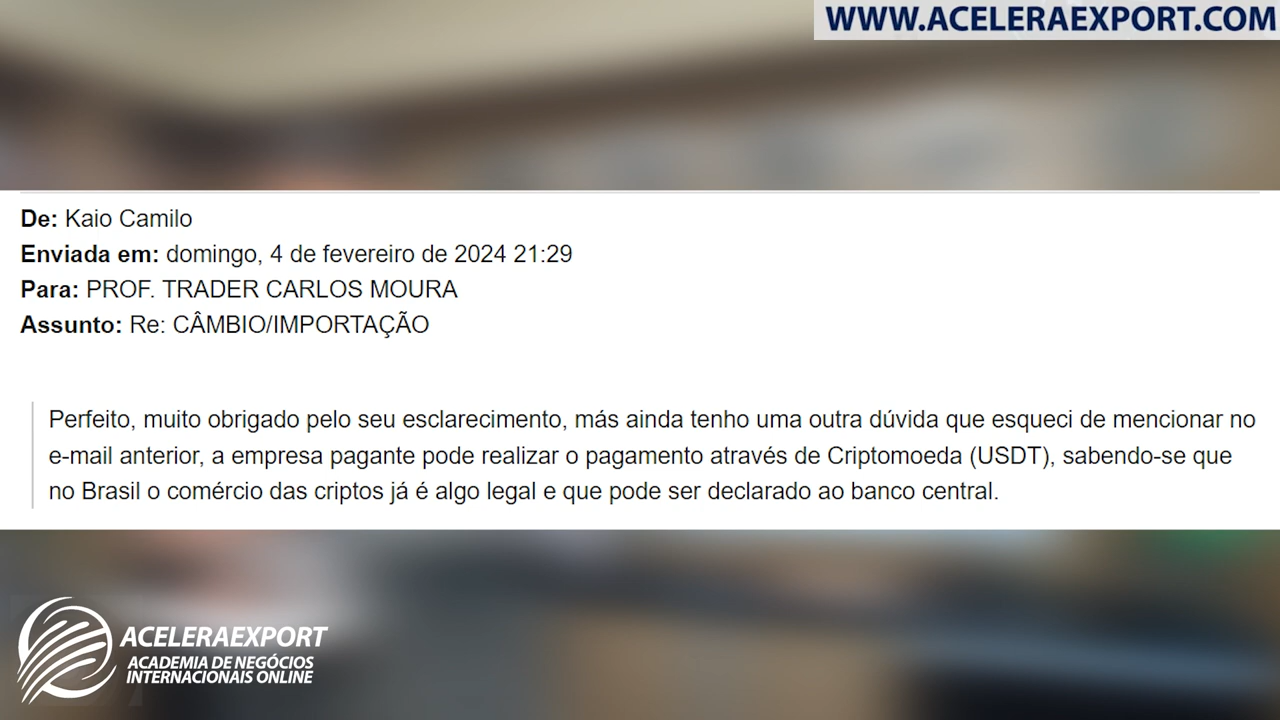 WWW.ACELERAEXPORT.COM
De: Kaio Camilo
Enviada em: domingo, 4 de fevereiro de 2024 21:29
Para: PROF. TRADER CARLOS MOURA
Assunto: Re: CÂMBIO/IMPORTAÇÃO
Perfeito, muito obrigado pelo seu esclarecimento, más ainda tenho uma outra dúvida que esqueci de mencionar no
e-mail anterior, a empresa pagante pode realizar o pagamento através de Criptomoeda (USDT), sabendo-se que
no Brasil o comércio das criptos já é algo legal e que pode ser declarado ao banco central.
ACELERAEXPORT
ACADEMIA DE NEGÓCIOS
INTERNACIONAIS ONLINE